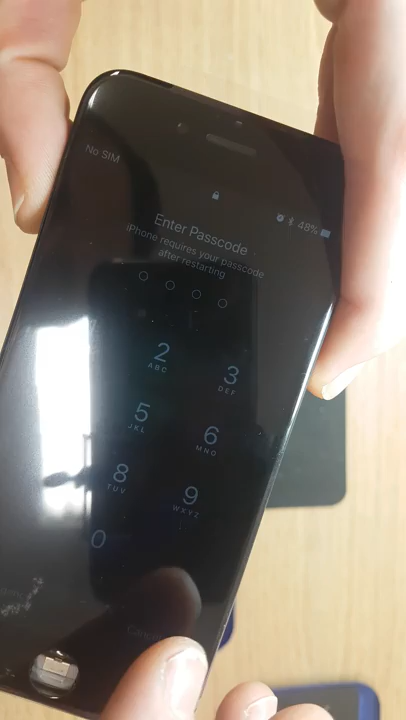 No SIM
48%
Enter Passcode
iPhone requires your passcode
after restarting
2
ABC
3
DEF
5
JKL
6
MNO
8
TUV
9
WXYZ
0
Cancel